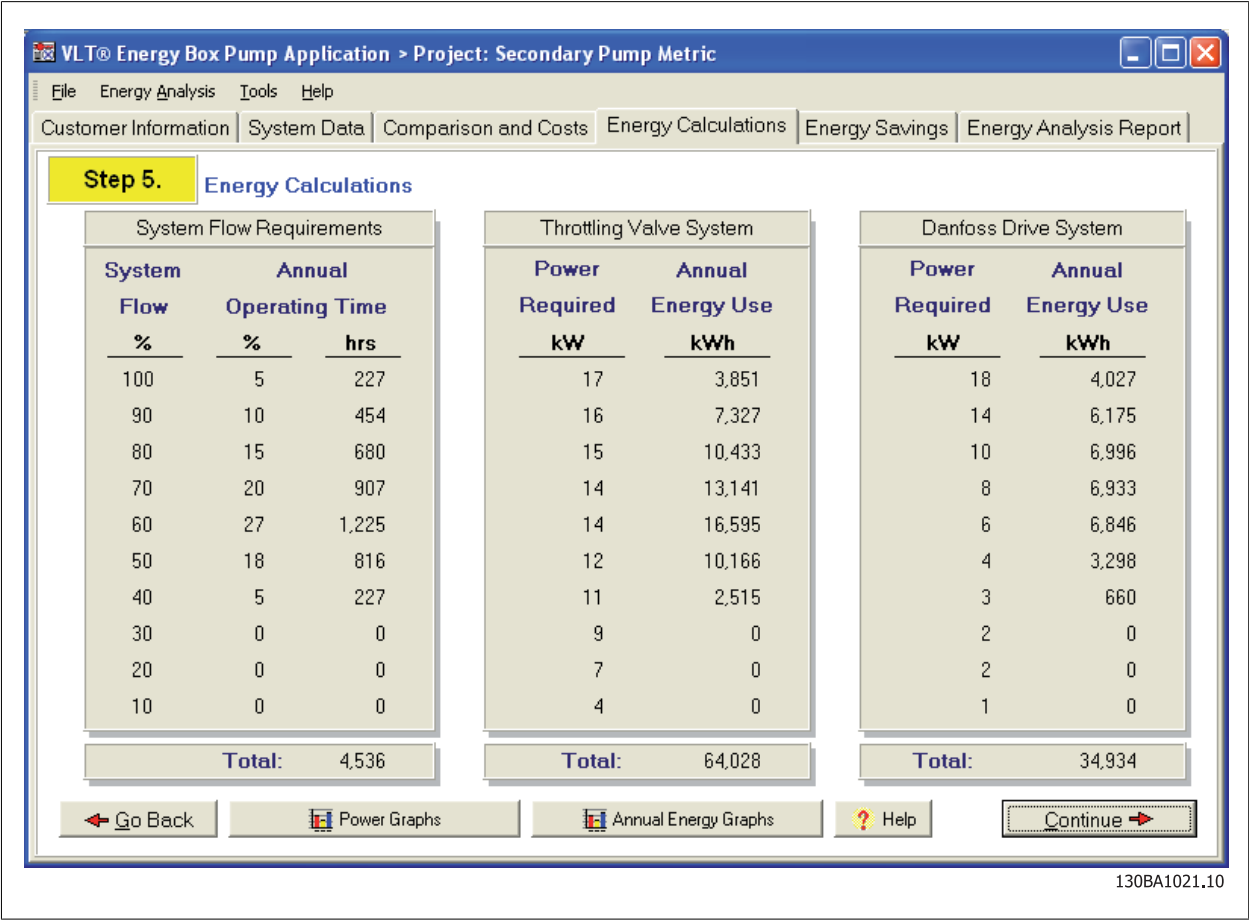 VLT® Energy Box Pump Application > Project: Secondary Pump Metric
File Energy Analysis Tools Help
Customer Information System Data Comparison and Costs Energy Calculations Energy Savings Energy Analysis Report
Step 5. Energy Calculations
System Flow Requirements Throttling Valve System Danfoss Drive System
System Annual Power Annual Power Annual
Flow Operating Time Required Energy Use Required Energy Use
% % hrs kW kWh kW kWh
100 5 227 17 3,851 18 4,027
90 10 454 16 7,327 14 6,175
80 15 680 15 10,433 10 6,996
70 20 907 14 13,141 8 6,933
60 27 1,225 14 16,595 6 6,846
50 18 816 12 10,166 4 3,298
40 5 227 11 2,515 3 660
30 0 0 9 0 2 0
20 0 0 7 0 2 0
10 0 0 4 0 1 0
Total: 4,536 Total: 64,028 Total: 34,934
Go Back Power Graphs Annual Energy Graphs ? Help Continue
130BA1021.10